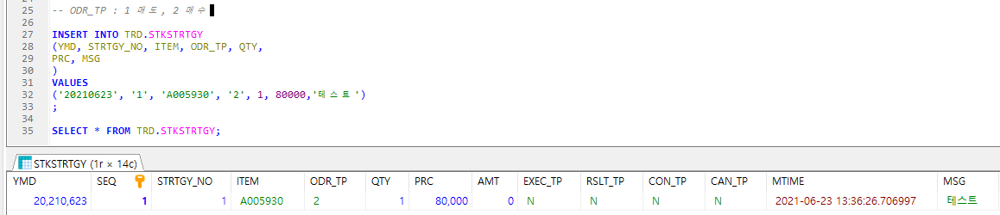 25 -- ODR_TP : 1 매도, 2 매수
26
27 INSERT INTO TRD.STKSTRTGY
28 (YMD, STRTGY_NO, ITEM, ODR_TP, QTY,
29 PRC, MSG
30 )
31 VALUES
32 ('20210623', '1', 'A005930', '2', 1, 80000,'테스트')
33 ;
34
35 SELECT * FROM TRD.STKSTRTGY;
STKSTRTGY (1r × 14c)
YMD SEQ STRTGY_NO ITEM ODR_TP QTY PRC AMT EXEC_TP RSLT_TP CON_TP CAN_TP MTIME MSG
20,210,623 1 1 A005930 2 1 80,000 0 N N N N 2021-06-23 13:36:26.706997 테스트